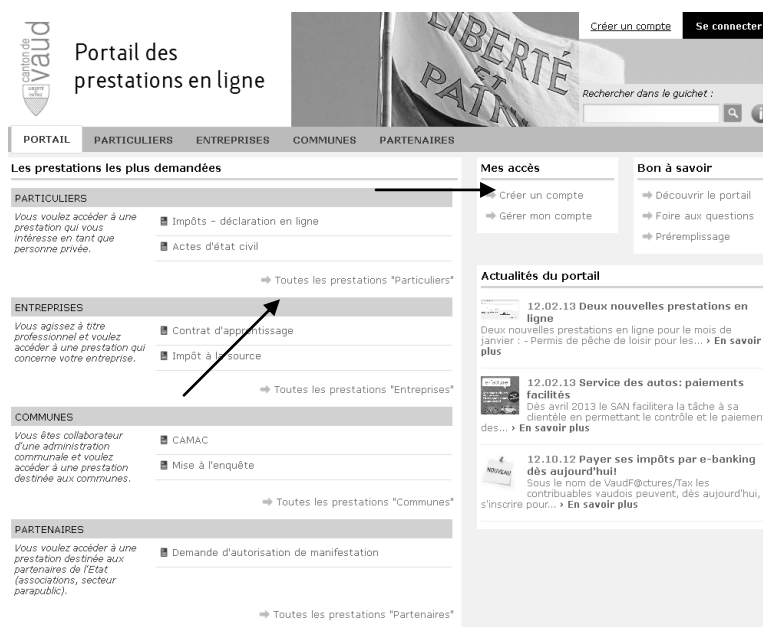 canton de
vaud
LIBERTÉ
ET
PATRIE
Portail des
prestations en ligne
LIBERTÉ
ET
PATR
Créer un compte
Se connecter
Rechercher dans le guichet :
PORTAIL PARTICULIERS ENTREPRISES COMMUNES PARTENAIRES
Les prestations les plus demandées
PARTICULIERS
Vous voulez accéder à une
prestation qui vous
intéresse en tant que
personne privée.
Impôts - déclaration en ligne
Actes d'état civil
Toutes les prestations "Particuliers"
ENTREPRISES
Vous agissez à titre
professionnel et voulez
accéder à une prestation qui
concerne votre entreprise.
Contrat d'apprentissage
Impôt à la source
Toutes les prestations "Entreprises"
COMMUNES
Vous êtes collaborateur
d'une administration
communale et voulez
accéder à une prestation
destinée aux communes.
CAMAC
Mise à l'enquête
Toutes les prestations "Communes"
PARTENAIRES
Vous voulez accéder à une
prestation destinée aux
partenaires de l'Etat
(associations, secteur
parapublic).
Demande d'autorisation de manifestation
Toutes les prestations "Partenaires"
Mes accès
Créer un compte
Gérer mon compte
Bon à savoir
Découvrir le portail
Foire aux questions
Préremplissage
Actualités du portail
12.02.13 Deux nouvelles prestations en
ligne
Deux nouvelles prestations en ligne pour le mois de
janvier : - Permis de pêche de loisir pour les... › En savoir
plus
12.02.13 Service des autos: paiements
facilités
Dès avril 2013 le SAN facilitera la tâche à sa
clientèle en permettant le contrôle et le paiemen
des... › En savoir plus
NOUVEAU
12.10.12 Payer ses impôts par e-banking
dès aujourd'hui!
Sous le nom de VaudF@ctures/Tax les
contribuables vaudois peuvent, dès aujourd'hui,
s'inscrire pour... › En savoir plus